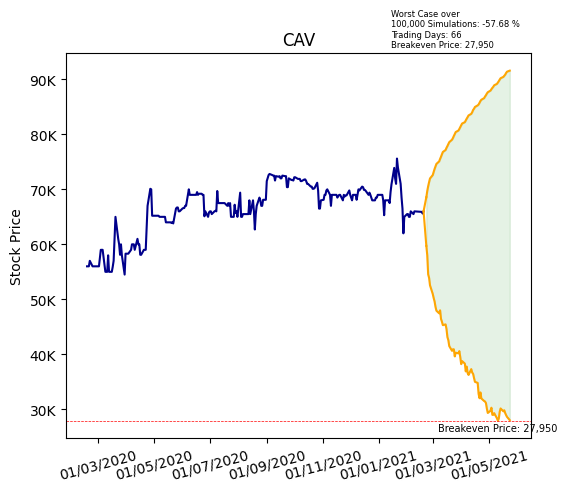 Worst Case over
100,000 Simulations: -57.68 %
Trading Days: 66
Breakeven Price: 27,950
CAV
Stock Price
90K
80K
70K
60K
50K
40K
30K
Breakeven Price: 27,950
01/03/2020
01/05/2020
01/07/2020
01/09/2020
01/11/2020
01/01/2021
01/03/2021
01/05/2021